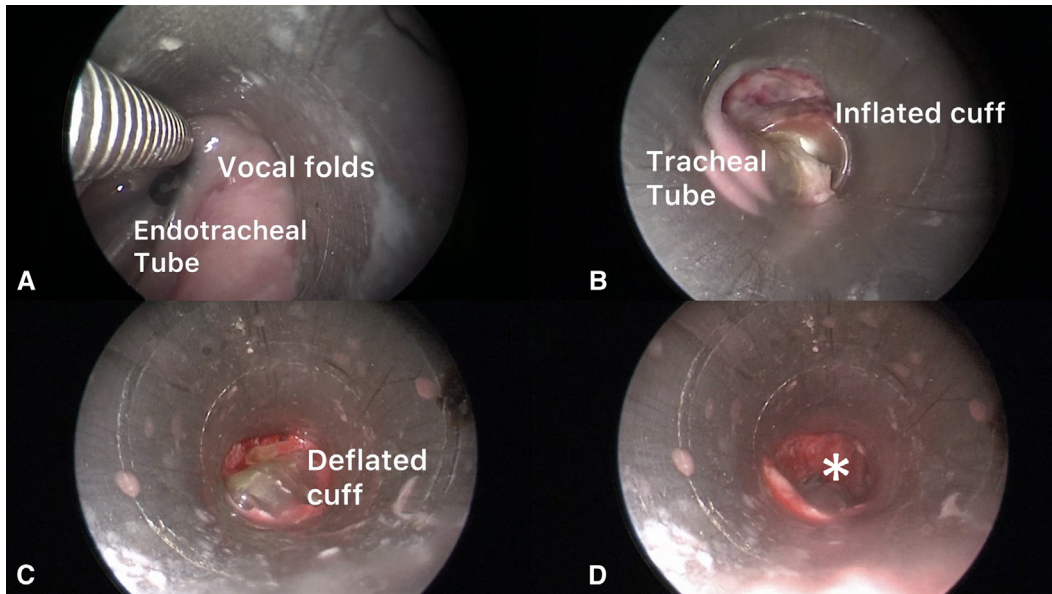 Vocal folds
Endotracheal
Tube
A
Inflated cuff
Tracheal
Tube
B
Deflated
cuff
C
*
D